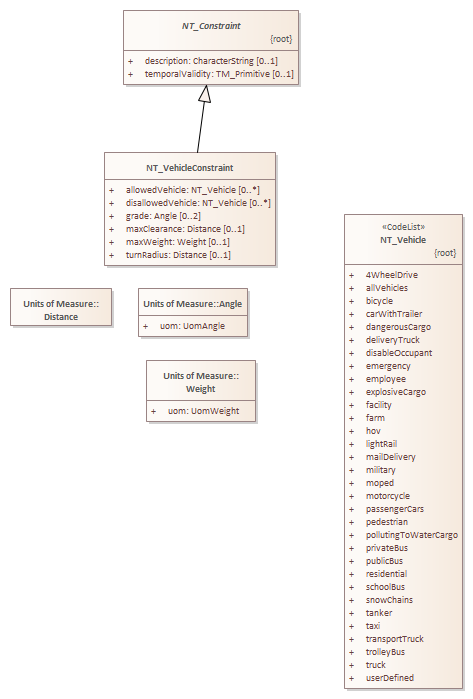 NT_Constraint
{root}
+ description: CharacterString [0..1]
+ temporalValidity: TM_Primitive [0..1]
NT_VehicleConstraint
+ allowedVehicle: NT_Vehicle [0..*]
+ disallowedVehicle: NT_Vehicle [0..*]
+ grade: Angle [0..2]
+ maxClearance: Distance [0..1]
+ maxWeight: Weight [0..1]
+ turnRadius: Distance [0..1]
Units of Measure::
Distance
Units of Measure::Angle
+ uom: UomAngle
Units of Measure::
Weight
+ uom: UomWeight
«CodeList»
NT_Vehicle
{root}
+ 4WheelDrive
+ allVehicles
+ bicycle
+ carWithTrailer
+ dangerousCargo
+ deliveryTruck
+ disableOccupant
+ emergency
+ employee
+ explosiveCargo
+ facility
+ farm
+ hov
+ lightRail
+ mailDelivery
+ military
+ moped
+ motorcycle
+ passengerCars
+ pedestrian
+ pollutingToWaterCargo
+ privateBus
+ publicBus
+ residential
+ schoolBus
+ snowChains
+ tanker
+ taxi
+ transportTruck
+ trolleyBus
+ truck
+ userDefined